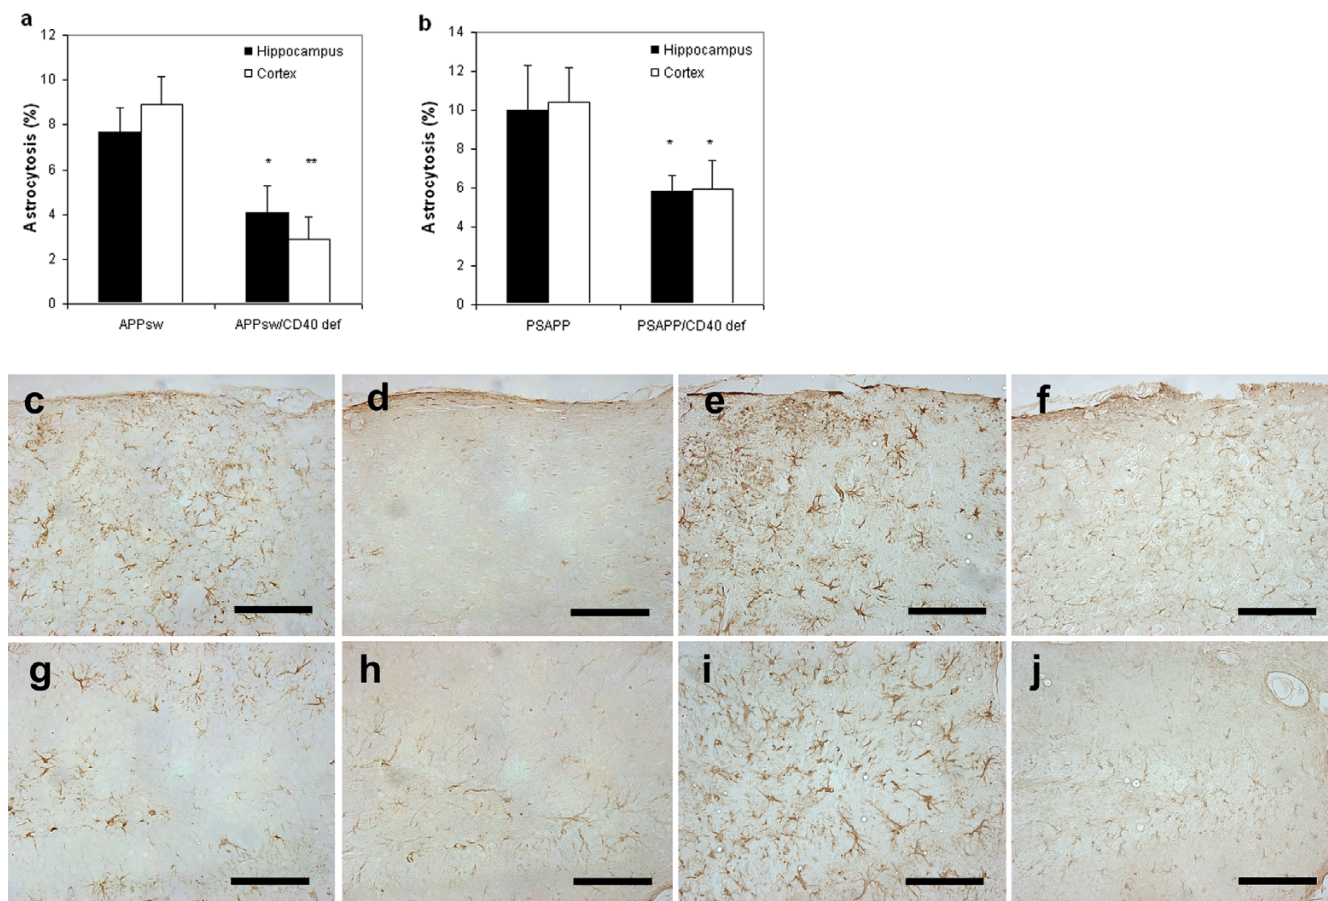 a
Astrocytosis (%)
12
10
8
6
4
2
0
Hippocampus
Cortex
*
**
APPsw
APPsw/CD40 def
b
Astrocytosis (%)
14
12
10
8
6
4
2
0
Hippocampus
Cortex
*
*
PSAPP
PSAPP/CD40 def
c
d
e
f
g
h
i
j